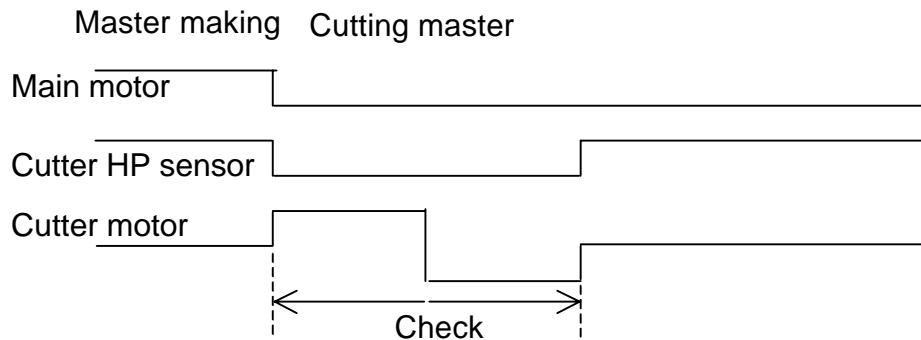 Master making Cutting master
Main motor
Cutter HP sensor
Cutter motor
Check